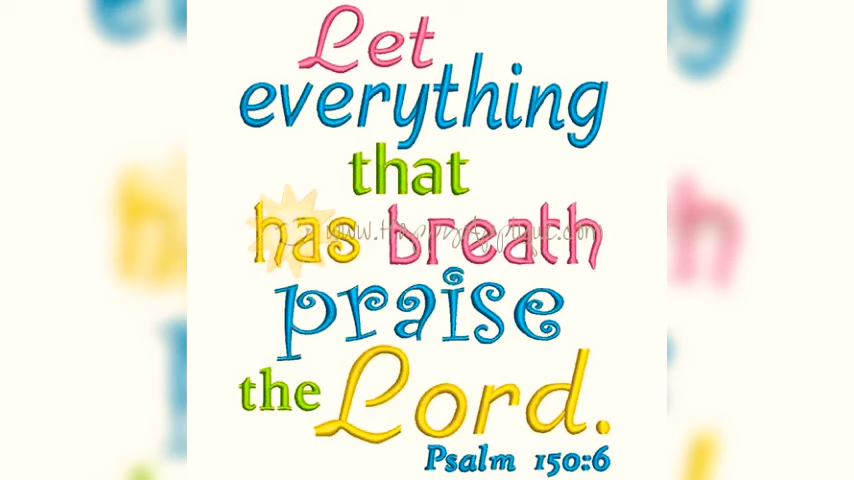 Let
everything
that
has breath
praise
the Lord.
Psalm 150:6